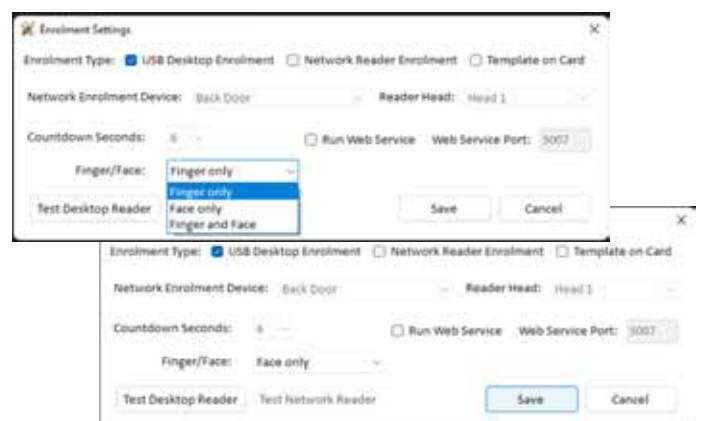 Enrolment Settings
Enrolment Type: USB Desktop Enrolment Network Reader Enrolment Template on Card
Network Enrolment Device: Back Door Reader Head: Head 1
Countdown Seconds: 6 Run Web Service Web Service Port: 5007
Finger/Face: Finger only
Finger only
Face only
Finger and Face
Test Desktop Reader Save Cancel
Enrolment Type: USB Desktop Enrolment Network Reader Enrolment Template on Card
Network Enrolment Device: Back Door Reader Head: Head 1
Countdown Seconds: 6 Run Web Service Web Service Port: 5007
Finger/Face: Face only
Test Desktop Reader Test Network Reader Save Cancel